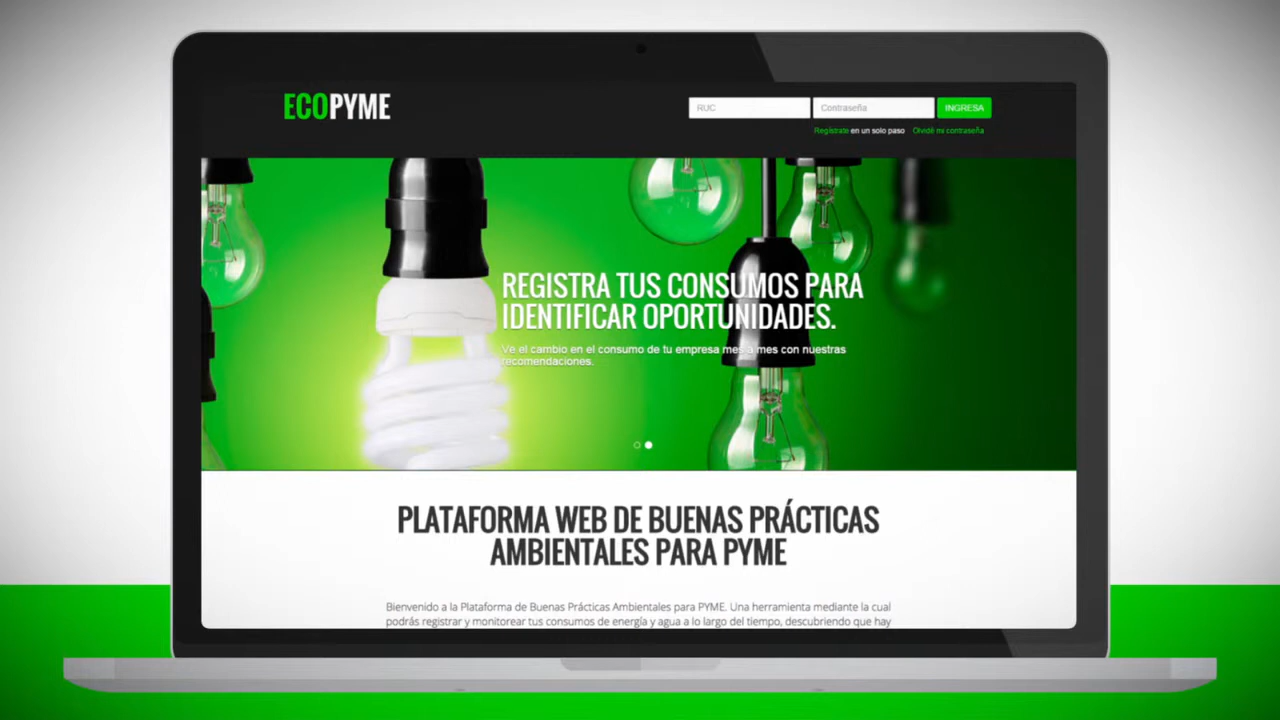 ECOPYME
RUC
Contraseña
INGRESA
Regístrate en un solo paso
Olvidé mi contraseña
REGISTRA TUS CONSUMOS PARA
IDENTIFICAR OPORTUNIDADES.
Ve el cambio en el consumo de tu empresa mes a mes con nuestras
recomendaciones.
PLATAFORMA WEB DE BUENAS PRÁCTICAS
AMBIENTALES PARA PYME
Bienvenido a la Plataforma de Buenas Prácticas Ambientales para PYME. Una herramienta mediante la cual
podrás registrar y monitorear tus consumos de energía y agua a lo largo del tiempo, descubriendo que hay